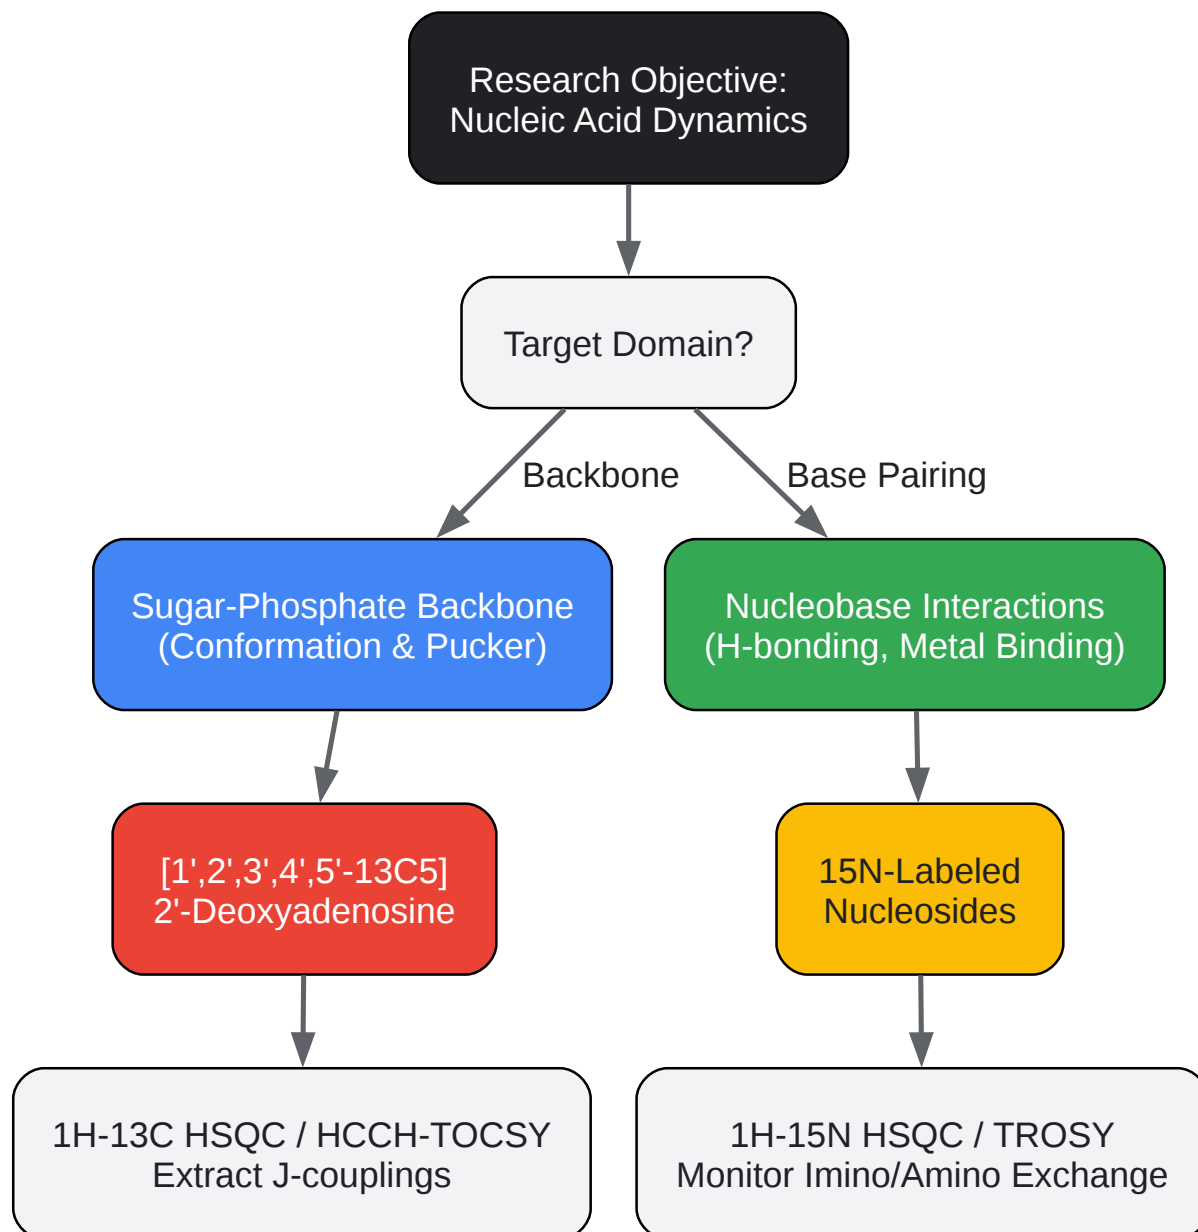 Research Objective:
Nucleic Acid Dynamics
Target Domain?
Backbone
Base Pairing
Sugar-Phosphate Backbone
(Conformation & Pucker)
Nucleobase Interactions
(H-bonding, Metal Binding)
[1',2',3',4',5'-13C5]
2'-Deoxyadenosine
15N-Labeled
Nucleosides
1H-13C HSQC / HCCH-TOCSY
Extract J-couplings
1H-15N HSQC / TROSY
Monitor Imino/Amino Exchange